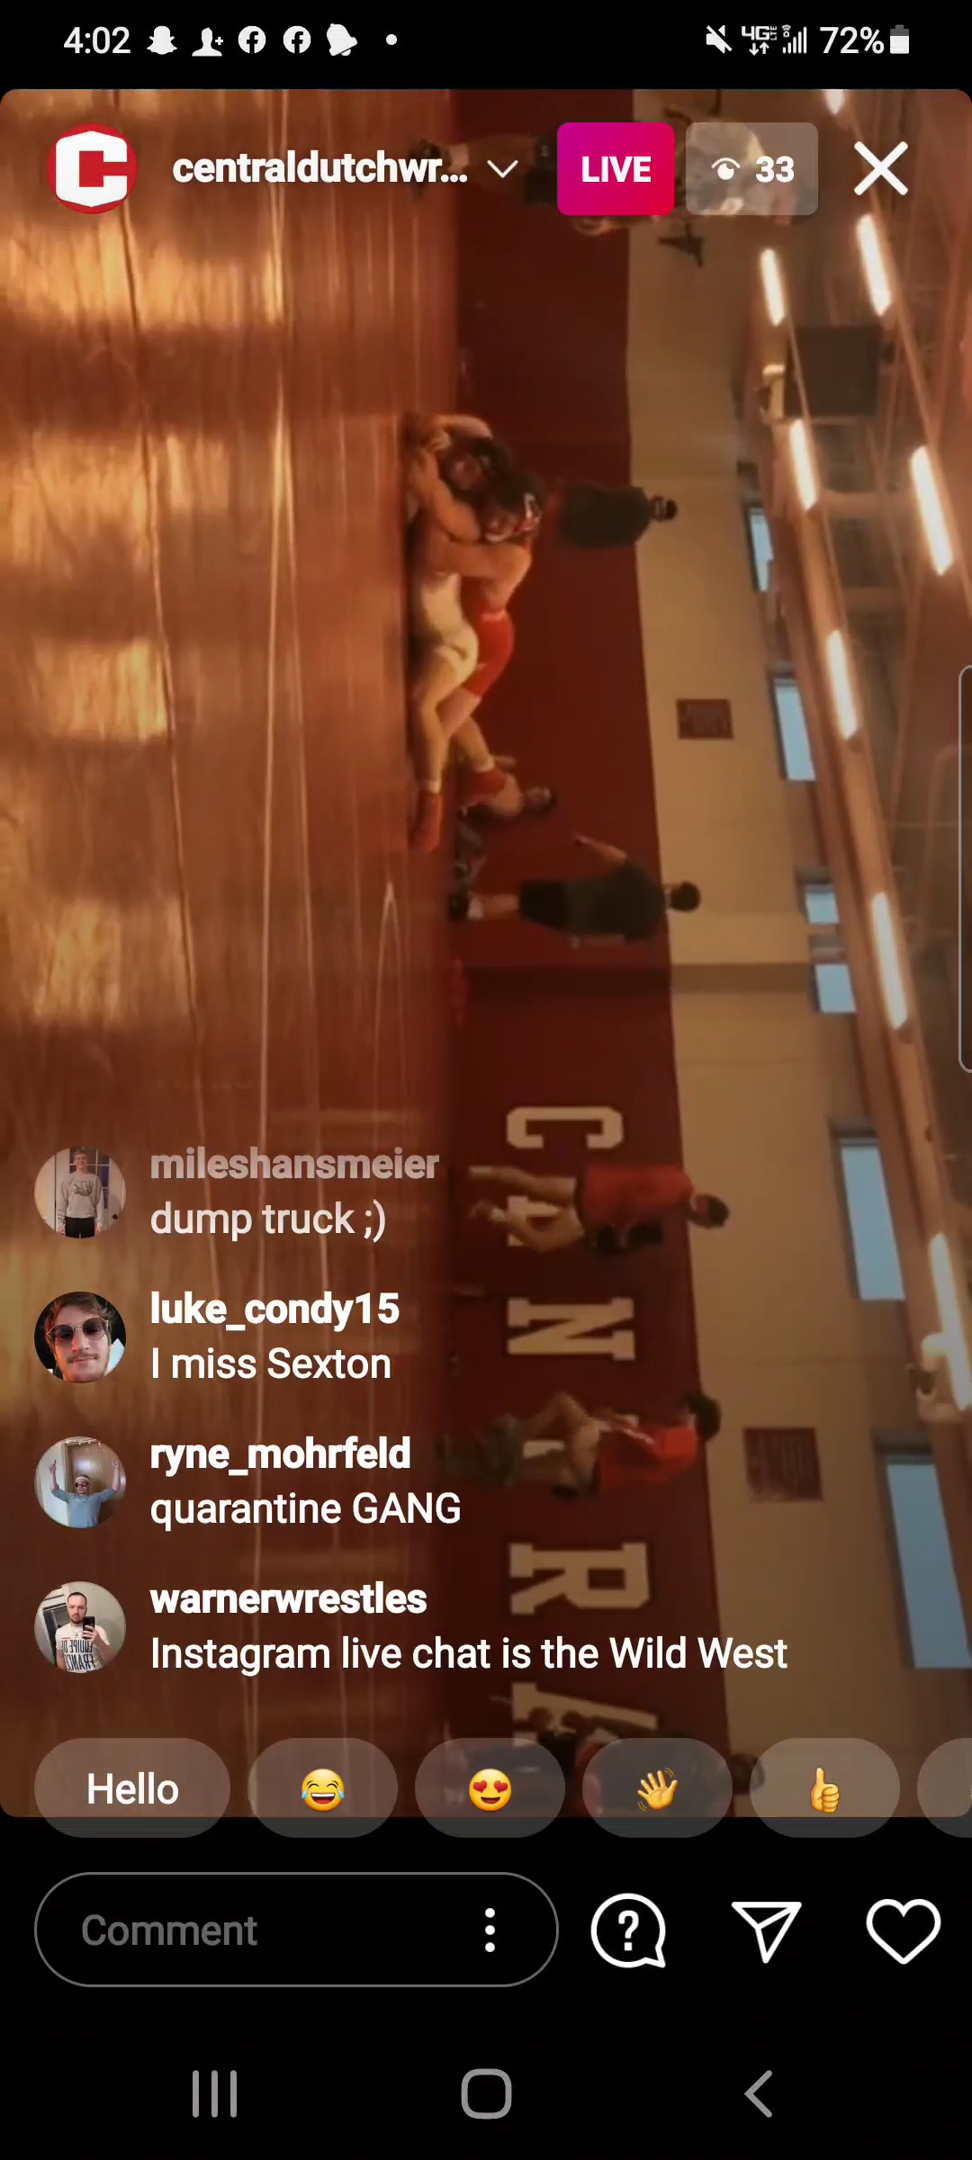 4:02
4G
72%
centraldutchwr...
LIVE
33
C
N
R
A
mileshansmeier
dump truck ;)
luke_condy15
I miss Sexton
ryne_mohrfeld
quarantine GANG
warnerwrestles
Instagram live chat is the Wild West
Hello
Comment